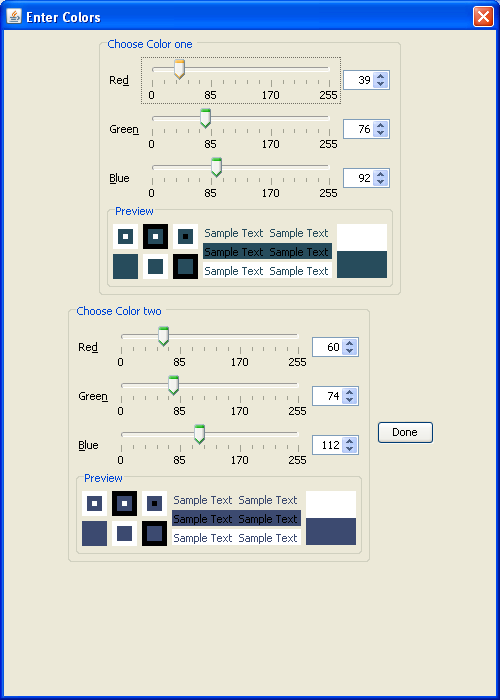 Enter Colors
Choose Color one
Red 39
0 85 170 255
Green 76
0 85 170 255
Blue 92
0 85 170 255
Preview
Sample Text Sample Text
Sample Text Sample Text
Sample Text Sample Text
Choose Color two
Red 60
0 85 170 255
Green 74
0 85 170 255
Blue 112
0 85 170 255
Done
Preview
Sample Text Sample Text
Sample Text Sample Text
Sample Text Sample Text